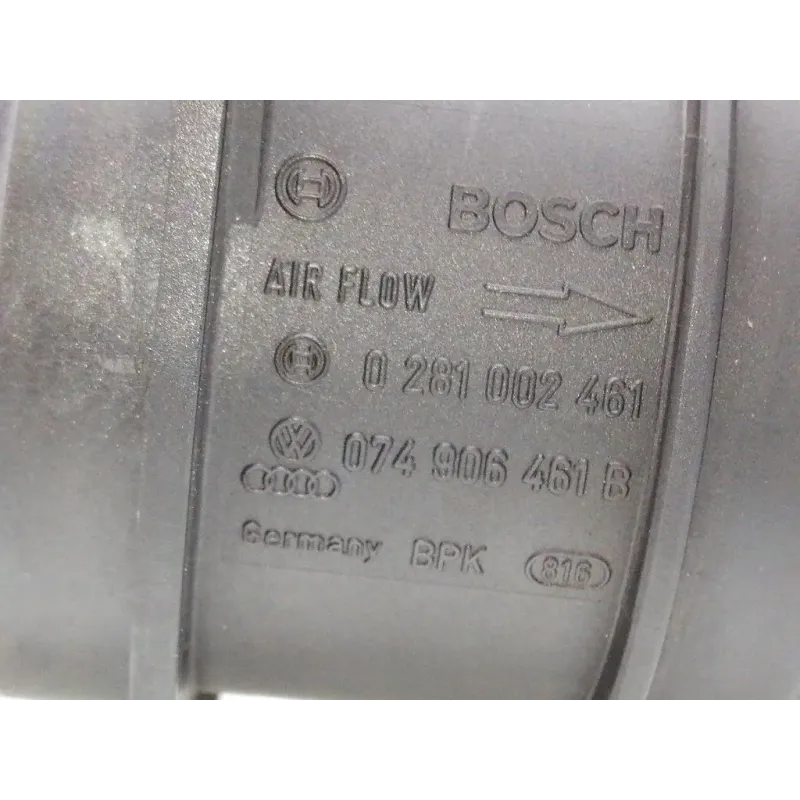 BOSCH
AIR FLOW
0 281 002 461
074 906 461 B
Germany BPK 816